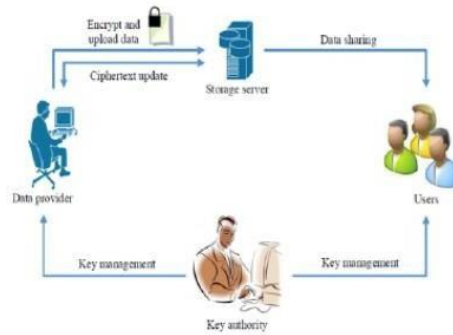 Encrypt and
upload data
Data sharing
Ciphertext update
Storage server
Data provider
Users
Key management
Key management
Key authority